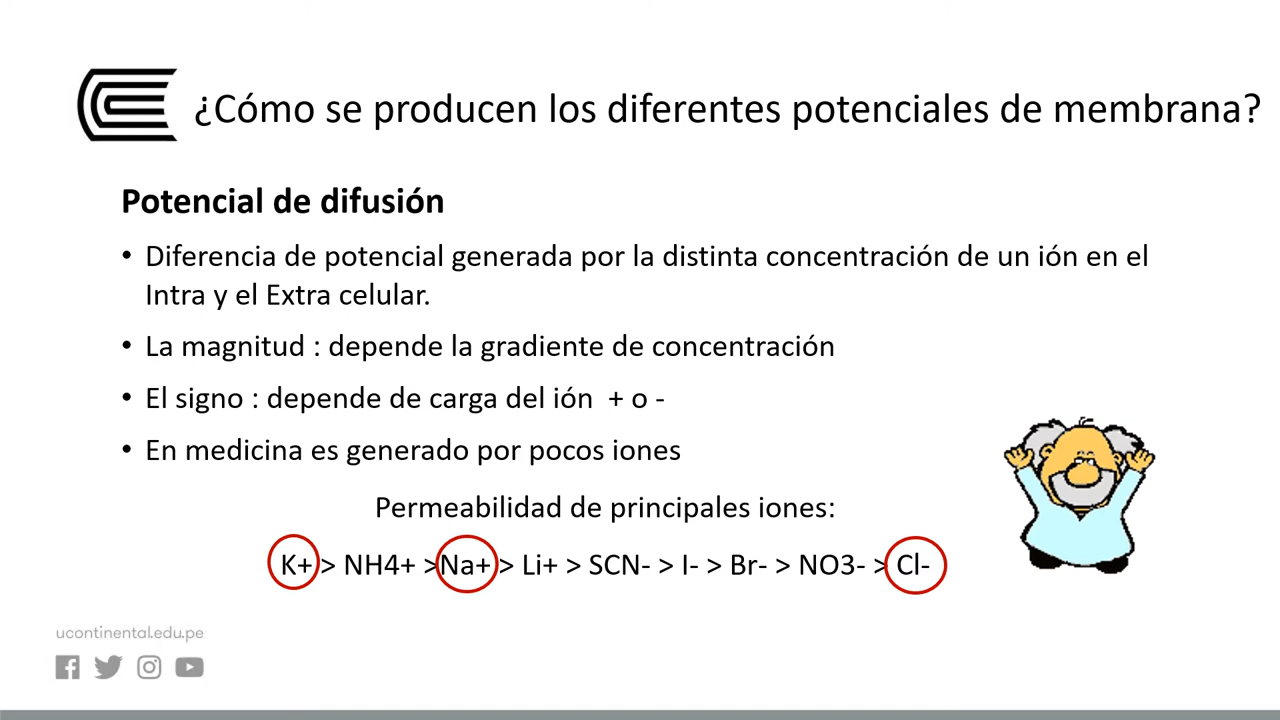 ¿Cómo se producen los diferentes potenciales de membrana?
Potencial de difusión
• Diferencia de potencial generada por la distinta concentración de un ión en el
Intra y el Extra celular.
• La magnitud : depende la gradiente de concentración
• El signo : depende de carga del ión + o -
• En medicina es generado por pocos iones
Permeabilidad de principales iones:
K+ > NH4+ > Na+ > Li+ > SCN- > I- > Br- > NO3- > Cl-
ucontinental.edu.pe